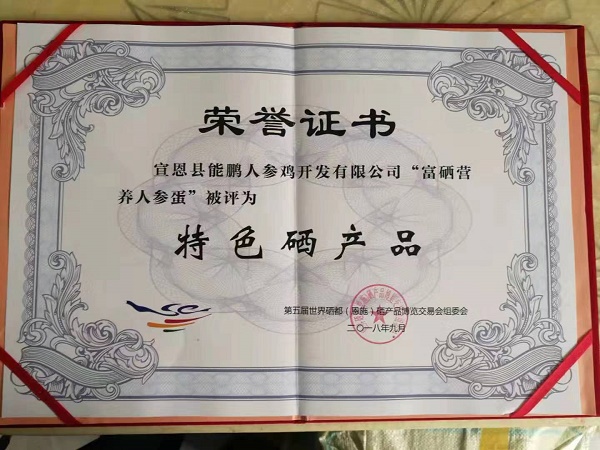 荣誉证书
宣恩县能鹏人参鸡开发有限公司“富硒营
养人参蛋”被评为
特色硒产品
第五届世界硒都（恩施）硒产品博览交易会组委会
二〇一八年九月